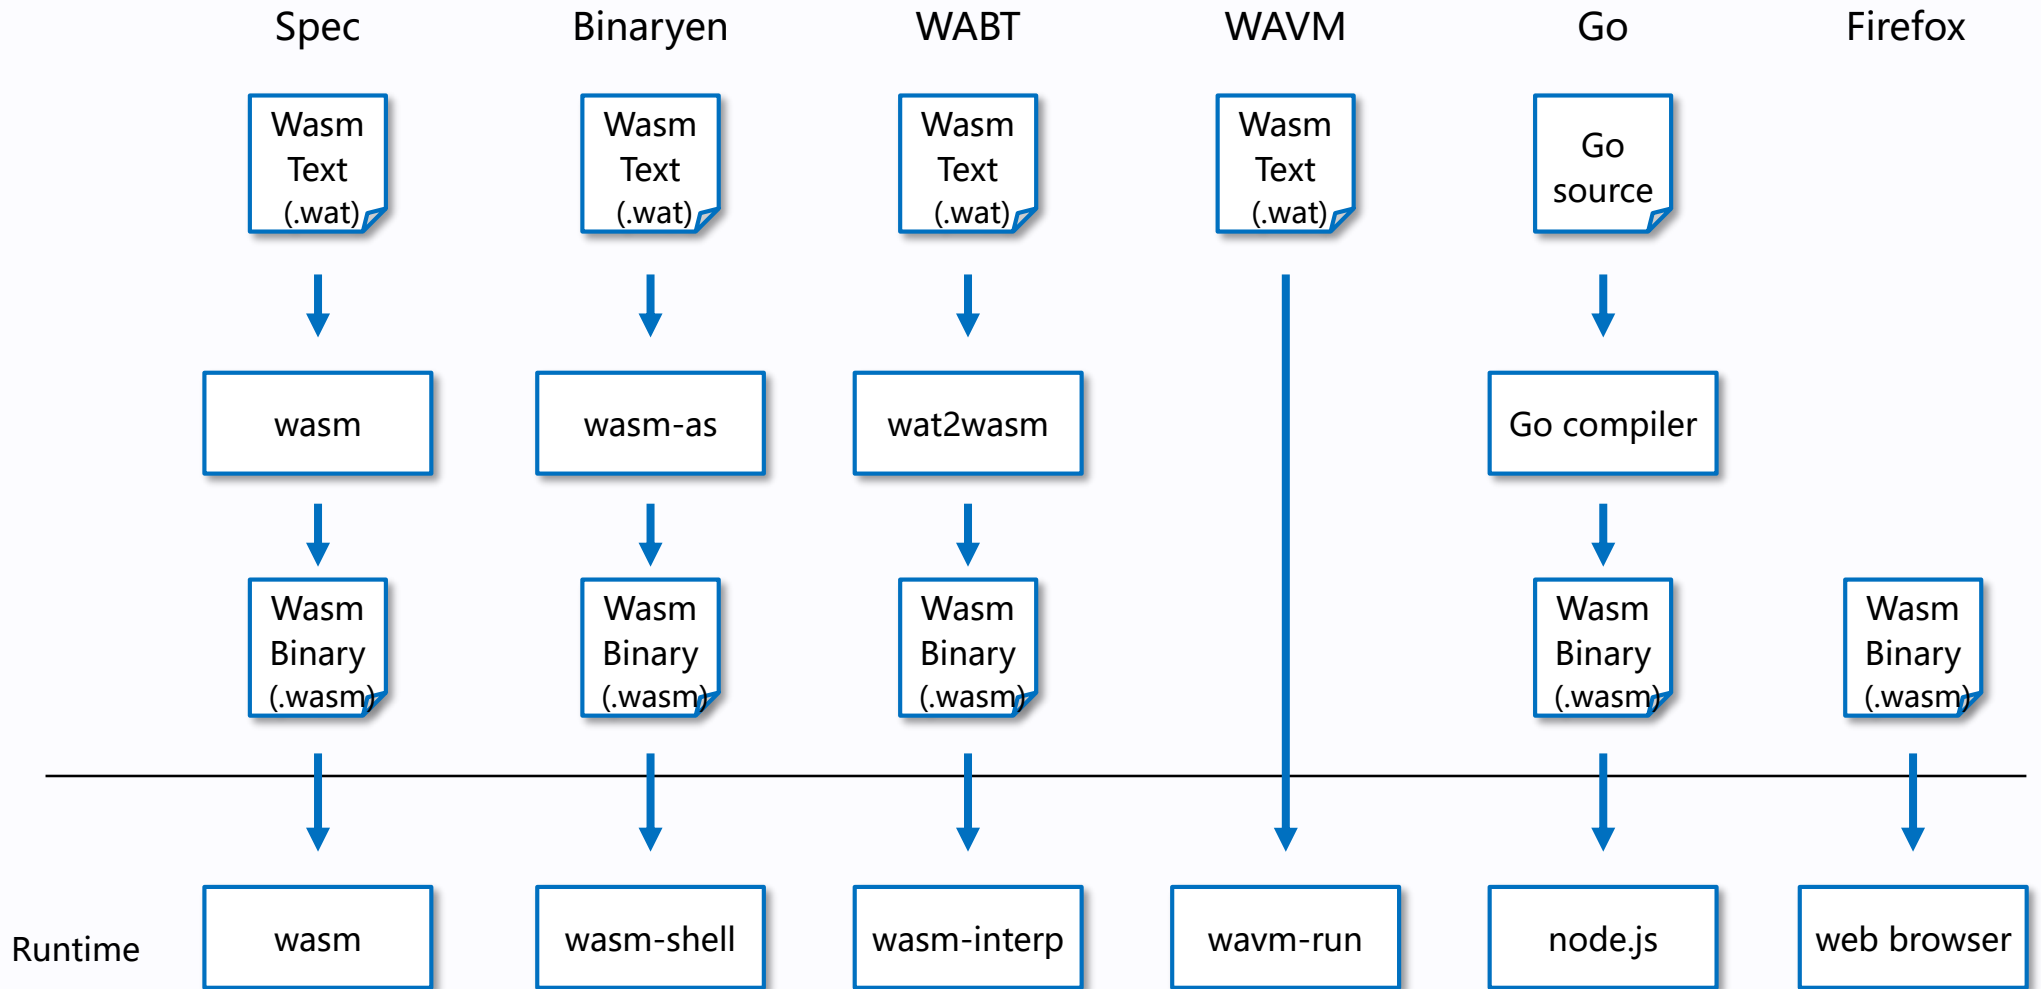 Spec Binaryen WABT WAVM Go Firefox
Wasm
Text
(.wat)
Wasm
Text
(.wat)
Wasm
Text
(.wat)
Wasm
Text
(.wat)
Go
source
wasm
wasm-as
wat2wasm
Go compiler
Wasm
Binary
(.wasm)
Wasm
Binary
(.wasm)
Wasm
Binary
(.wasm)
Wasm
Binary
(.wasm)
Wasm
Binary
(.wasm)
Runtime
wasm
wasm-shell
wasm-interp
wavm-run
node.js
web browser